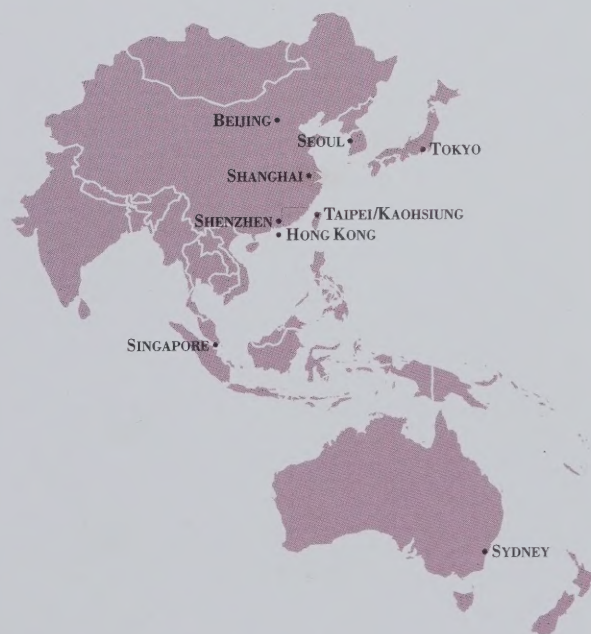 BEIJING
SEOUL
TOKYO
SHANGHAI
TAIPEI/KAOHSIUNG
SHENZHEN
HONG KONG
SINGAPORE
SYDNEY